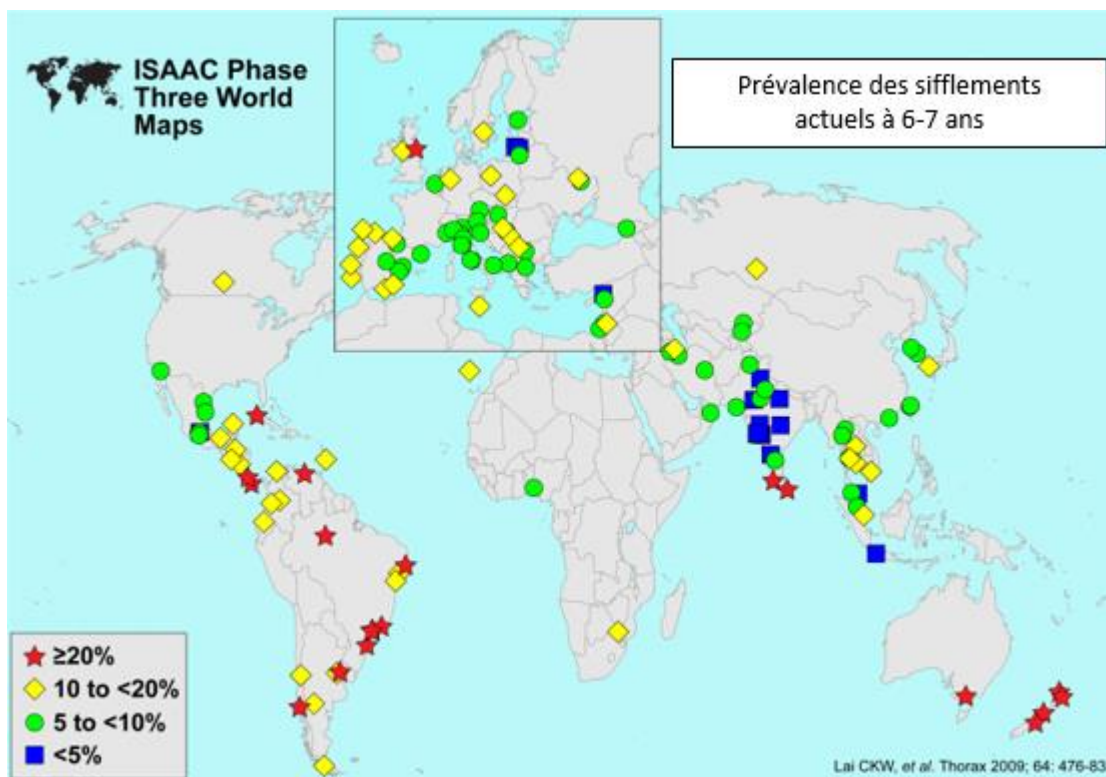 ISAAC Phase
Three World
Maps
Prévalence des sifflements
actuels à 6-7 ans
≥20%
10 to <20%
5 to <10%
<5%
Lai CKW, et al. Thorax 2009; 64: 476-83